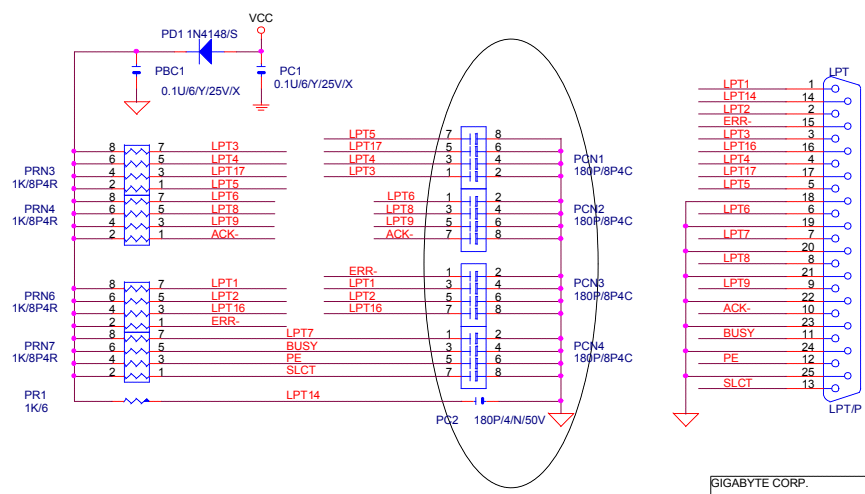 VCC
PD1 1N4148/S
PBC1
0.1U/6/Y/25V/X
PC1
0.1U/6/Y/25V/X
PRN3
1K/8P4R
8 7 LPT3
6 5 LPT4
4 3 LPT17
2 1 LPT5
PRN4
1K/8P4R
8 7 LPT6
6 5 LPT8
4 3 LPT9
2 1 ACK-
PRN6
1K/8P4R
8 7 LPT1
6 5 LPT2
4 3 LPT16
2 1 ERR-
PRN7
1K/8P4R
8 7 LPT7
6 5 BUSY
4 3 PE
2 1 SLCT
PR1
1K/6
LPT14
LPT5 7 8
LPT17 5 6
LPT4 3 4
LPT3 1 2
PCN1
180P/8P4C
LPT6 1 2
LPT8 3 4
LPT9 5 6
ACK- 7 8
PCN2
180P/8P4C
ERR- 1 2
LPT1 3 4
LPT2 5 6
LPT16 7 8
PCN3
180P/8P4C
1 2
3 4
5 6
7 8
PCN4
180P/8P4C
PC2 180P/4/N/50V
LPT
LPT1 1
LPT14 14
LPT2 2
ERR- 15
LPT3 3
LPT16 16
LPT4 4
LPT17 17
LPT5 5
18
LPT6 6
19
LPT7 7
20
LPT8 8
21
LPT9 9
22
ACK- 10
23
BUSY 11
24
PE 12
25
SLCT 13
LPT/P
GIGABYTE CORP.